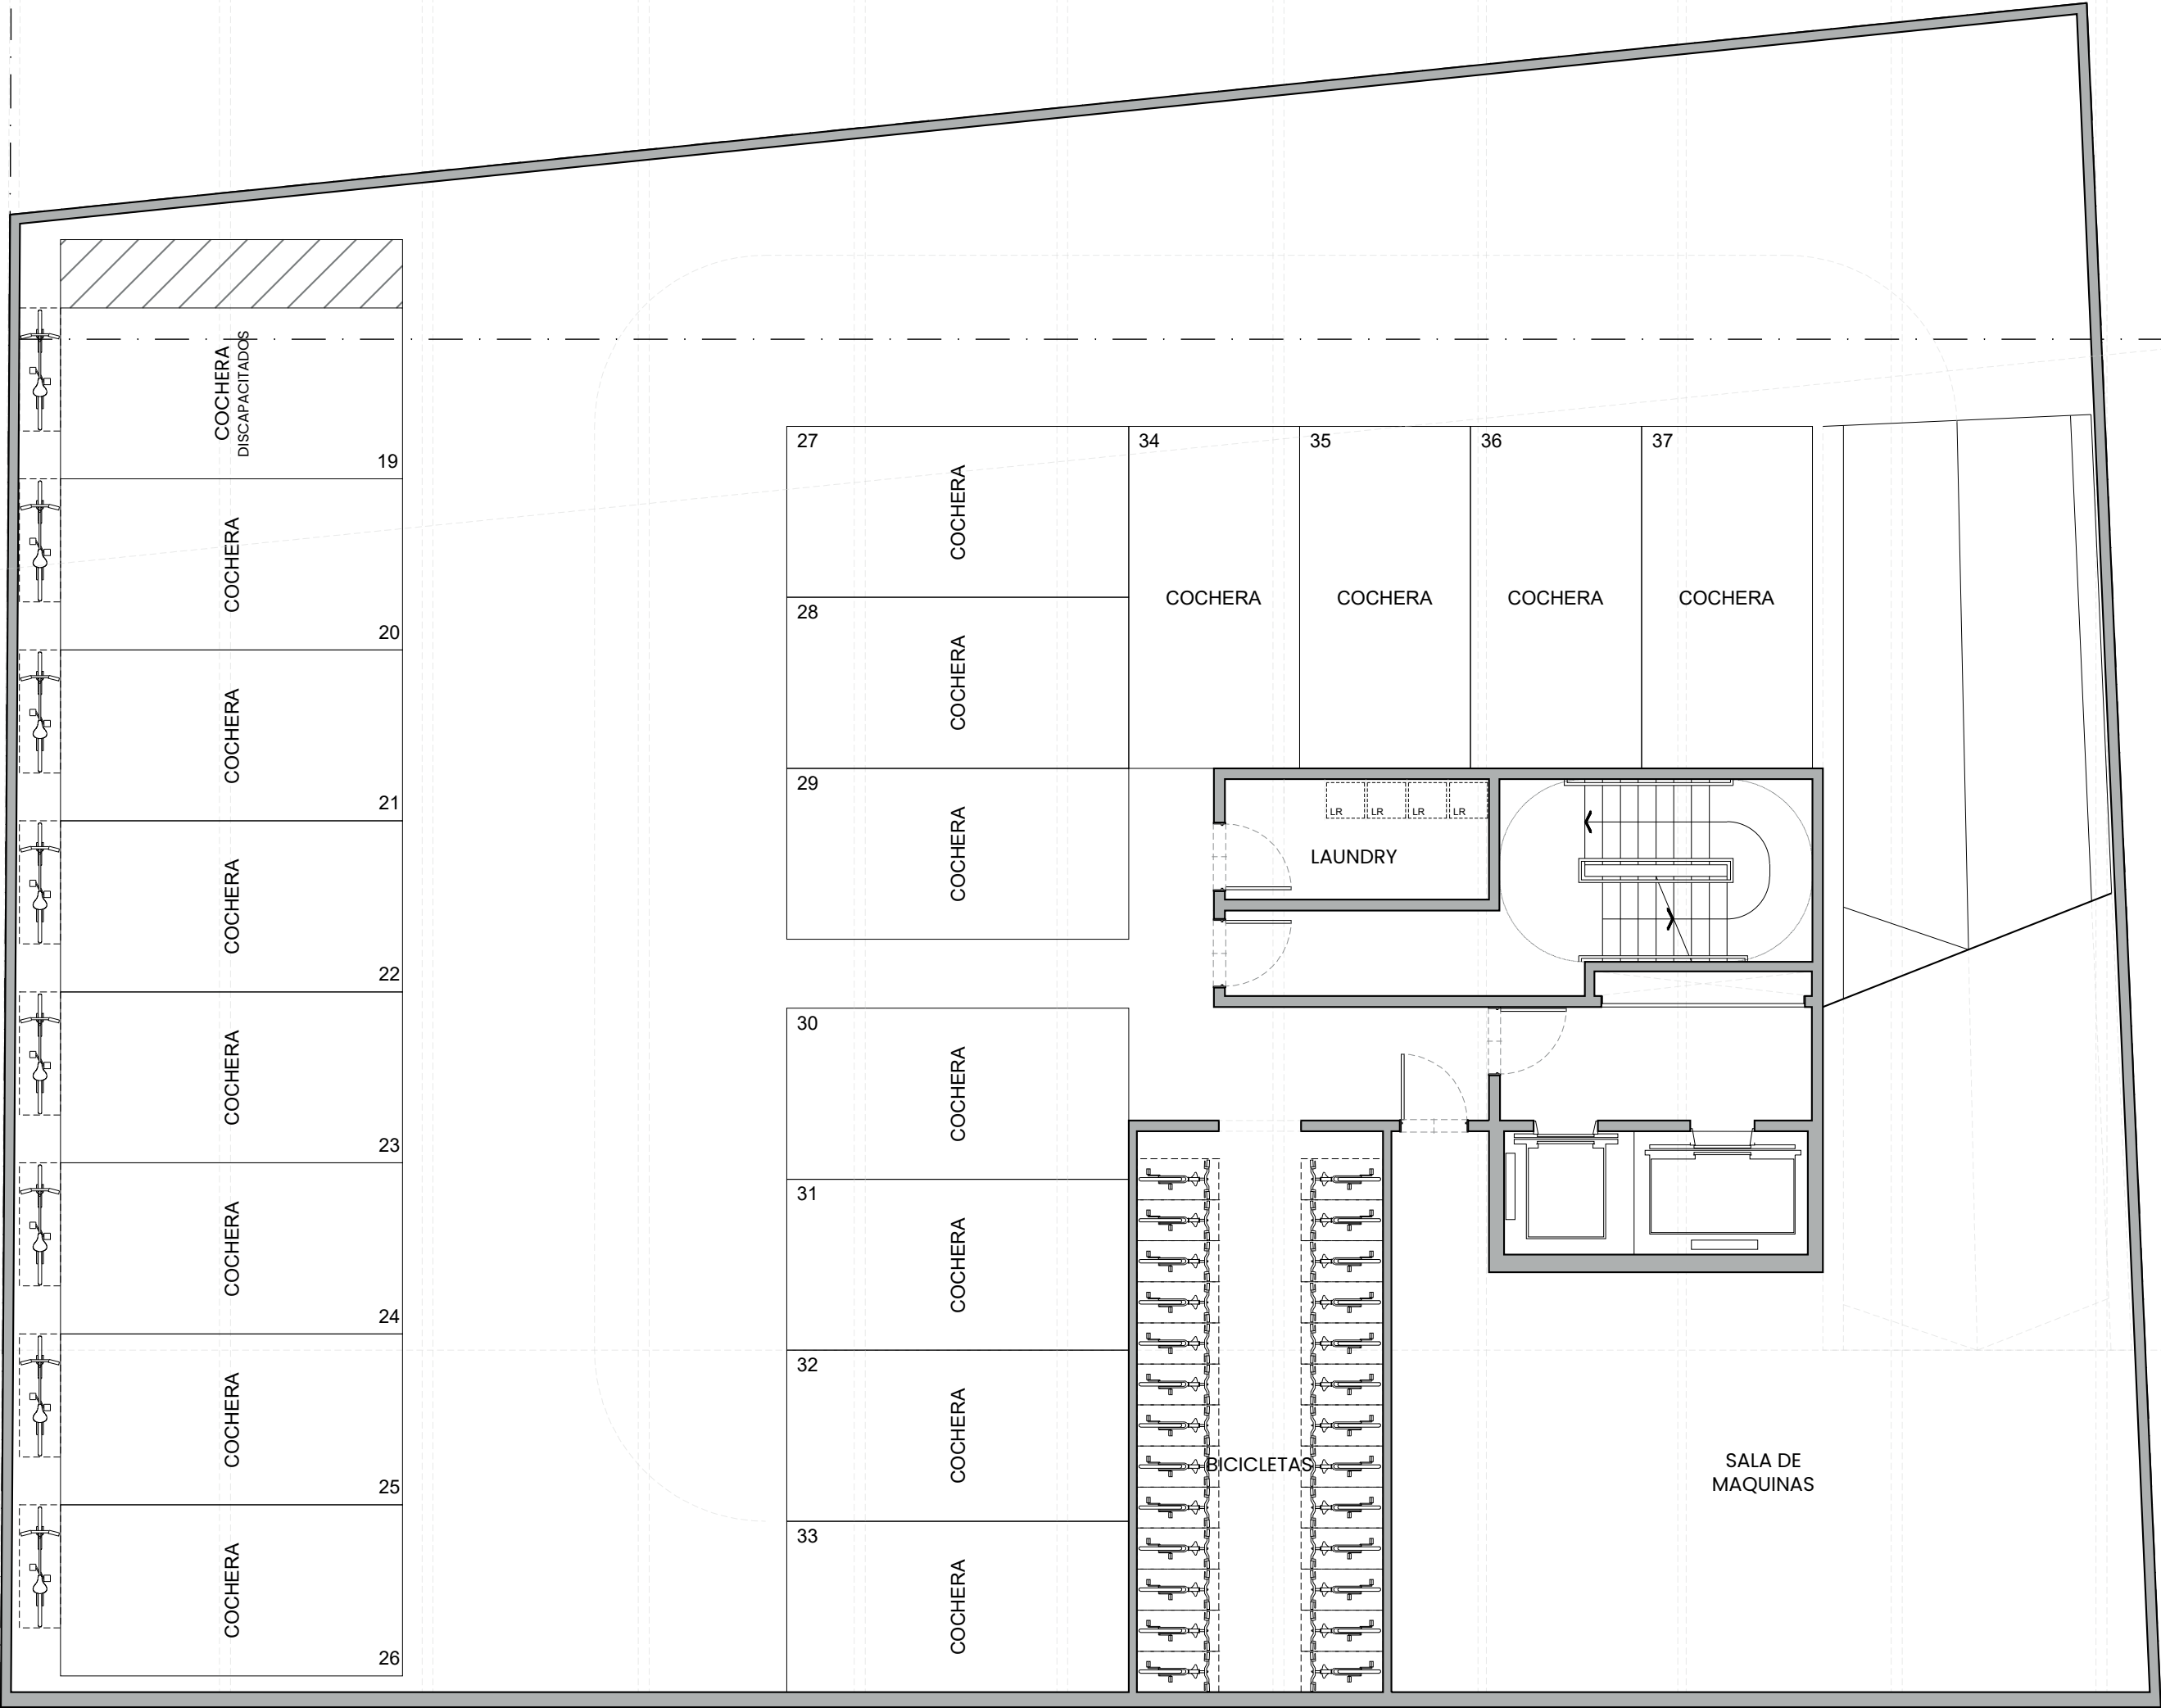 COCHERA
DISCAPACITADOS
19
COCHERA
20
COCHERA
21
COCHERA
22
COCHERA
23
COCHERA
24
COCHERA
25
COCHERA
26
27
COCHERA
28
COCHERA
29
COCHERA
30
COCHERA
31
COCHERA
32
COCHERA
33
COCHERA
34
COCHERA
35
COCHERA
36
COCHERA
37
COCHERA
LR LR LR LR
LAUNDRY
BICICLETAS
SALA DE
MAQUINAS